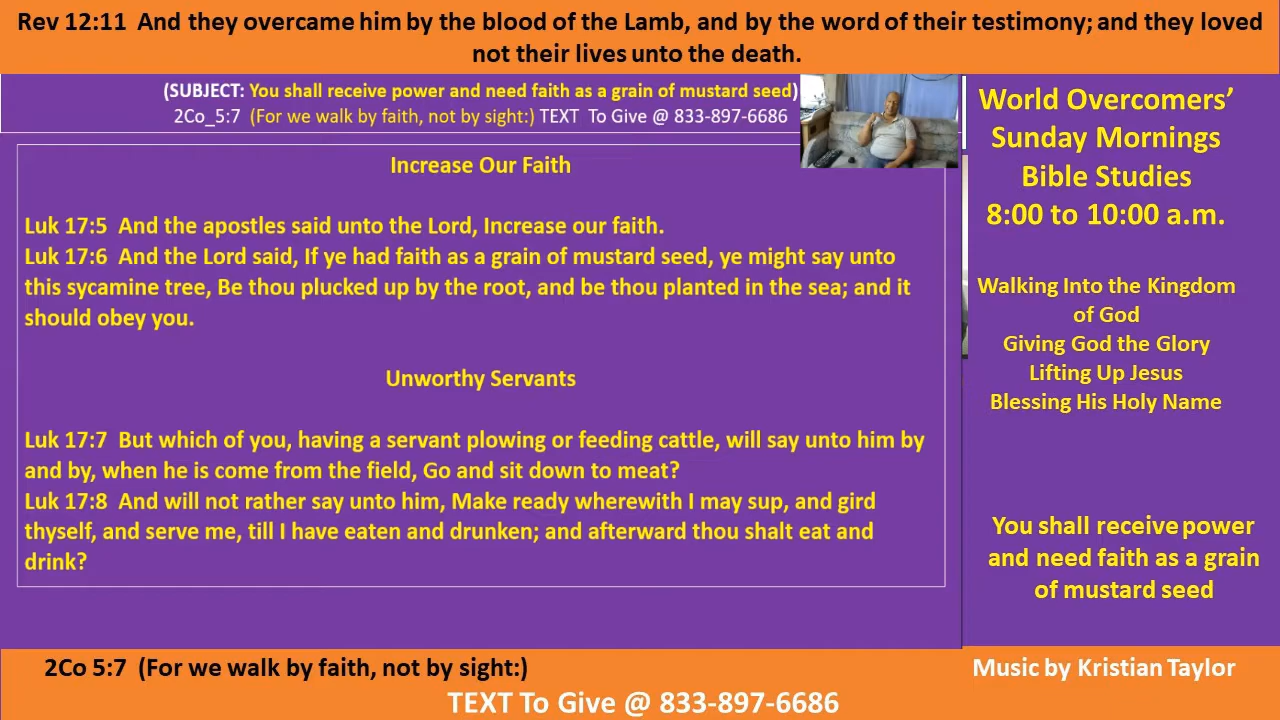 Rev 12:11 And they overcame him by the blood of the Lamb, and by the word of their testimony; and they loved
not their lives unto the death.
(SUBJECT: You shall receive power and need faith as a grain of mustard seed)
2Co_5:7 (For we walk by faith, not by sight:) TEXT To Give @ 833-897-6686
Increase Our Faith
Luk 17:5 And the apostles said unto the Lord, Increase our faith.
Luk 17:6 And the Lord said, If ye had faith as a grain of mustard seed, ye might say unto
this sycamine tree, Be thou plucked up by the root, and be thou planted in the sea; and it
should obey you.
Unworthy Servants
Luk 17:7 But which of you, having a servant plowing or feeding cattle, will say unto him by
and by, when he is come from the field, Go and sit down to meat?
Luk 17:8 And will not rather say unto him, Make ready wherewith I may sup, and gird
thyself, and serve me, till I have eaten and drunken; and afterward thou shalt eat and
drink?
World Overcomers’
Sunday Mornings
Bible Studies
8:00 to 10:00 a.m.
Walking Into the Kingdom
of God
Giving God the Glory
Lifting Up Jesus
Blessing His Holy Name
You shall receive power
and need faith as a grain
of mustard seed
2Co 5:7 (For we walk by faith, not by sight:)
Music by Kristian Taylor
TEXT To Give @ 833-897-6686